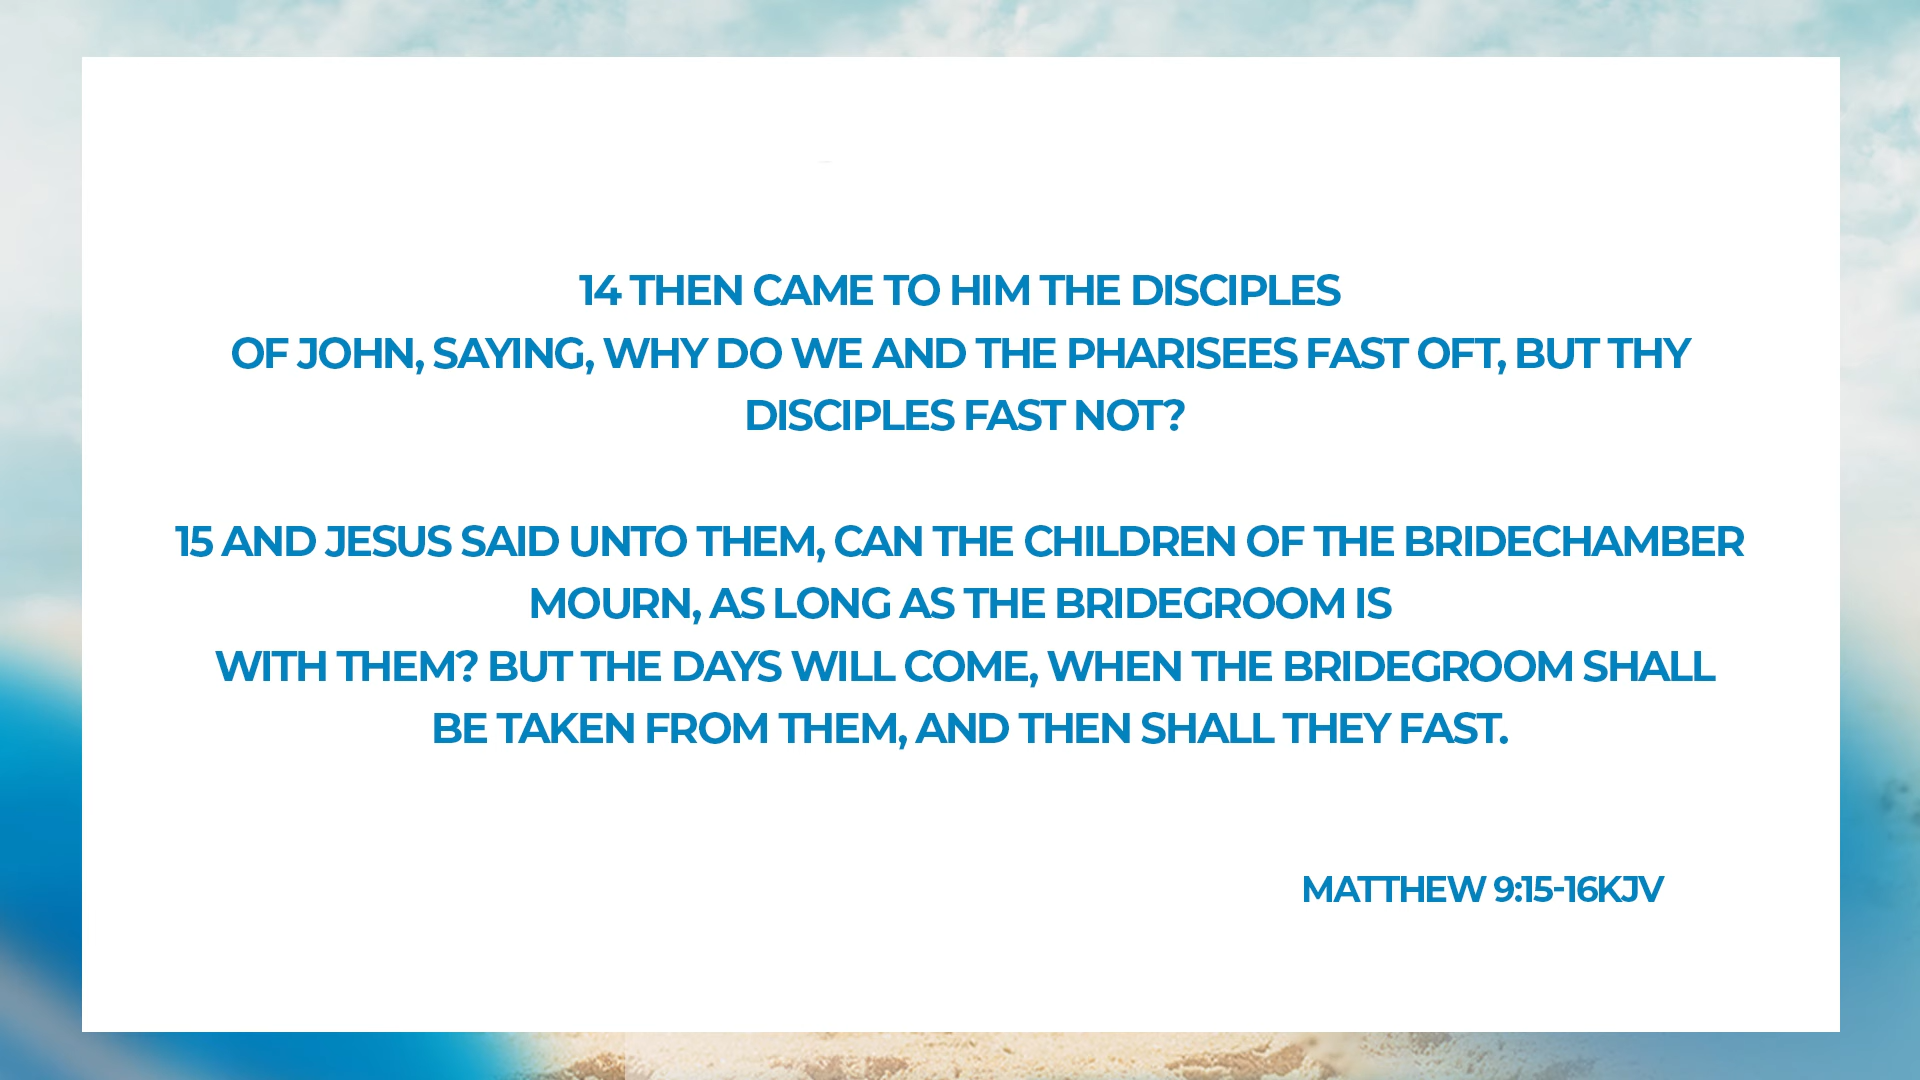 14 THEN CAME TO HIM THE DISCIPLES
OF JOHN, SAYING, WHY DO WE AND THE PHARISEES FAST OFT, BUT THY
DISCIPLES FAST NOT?
15 AND JESUS SAID UNTO THEM, CAN THE CHILDREN OF THE BRIDECHAMBER
MOURN, AS LONG AS THE BRIDEGROOM IS
WITH THEM? BUT THE DAYS WILL COME, WHEN THE BRIDEGROOM SHALL
BE TAKEN FROM THEM, AND THEN SHALL THEY FAST.
MATTHEW 9:15-16KJV